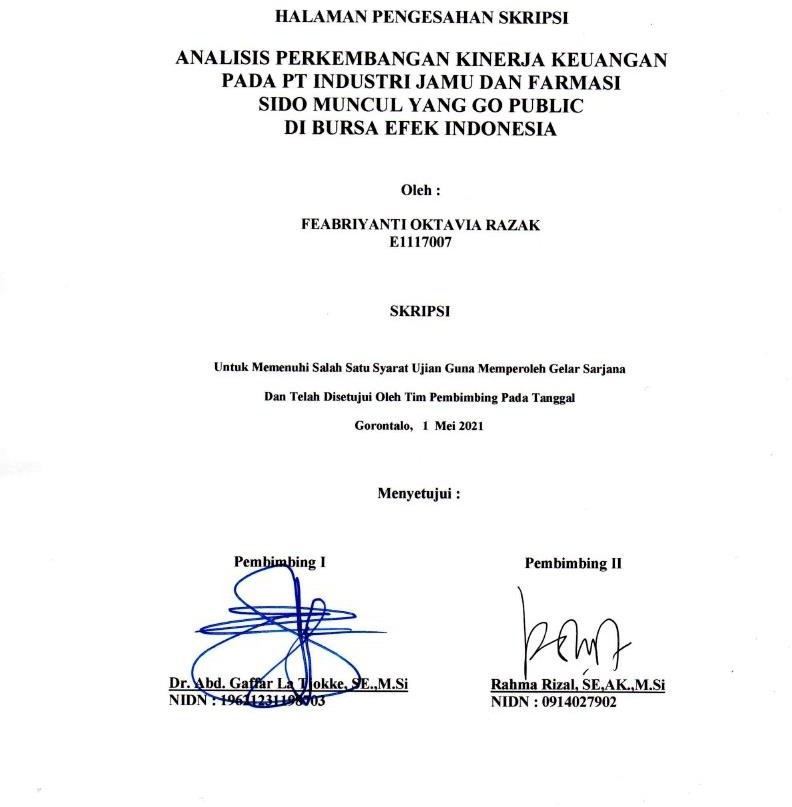 HALAMAN PENGESAHAN SKRIPSI
ANALISIS PERKEMBANGAN KINERJA KEUANGAN
PADA PT INDUSTRI JAMU DAN FARMASI
SIDO MUNCUL YANG GO PUBLIC
DI BURSA EFEK INDONESIA
Oleh :
FEABRIYANTI OKTAVIA RAZAK
E1117007
SKRIPSI
Untuk Memenuhi Salah Satu Syarat Ujian Guna Memperoleh Gelar Sarjana
Dan Telah Disetujui Oleh Tim Pembimbing Pada Tanggal
Gorontalo, 1 Mei 2021
Menyetujui :
Pembimbing I
Pembimbing II
Dr. Abd. Gaffar La Tjokke, SE.,M.Si
NIDN :
Rahma Rizal, SE,AK.,M.Si
NIDN : 0914027902